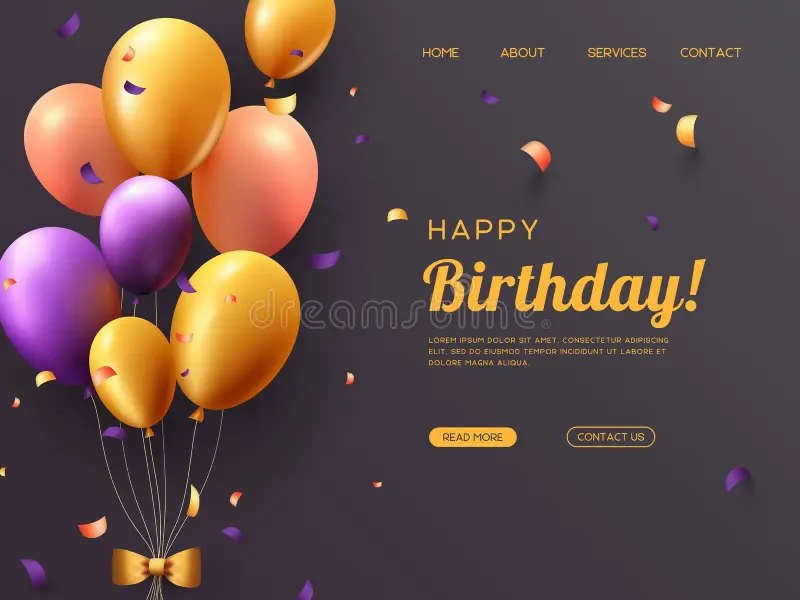 HOME ABOUT SERVICES CONTACT
HAPPY
Birthday!
dreamstime.com
LOREM IPSUM DOLOR SIT AMET, CONSECTETUR ADIPISCING
ELIT, SED DO EIUSMOD TEMPOR INCIDIDUNT UT LABORE ET
DOLORE MAGNA ALIQUA.
READ MORE CONTACT US